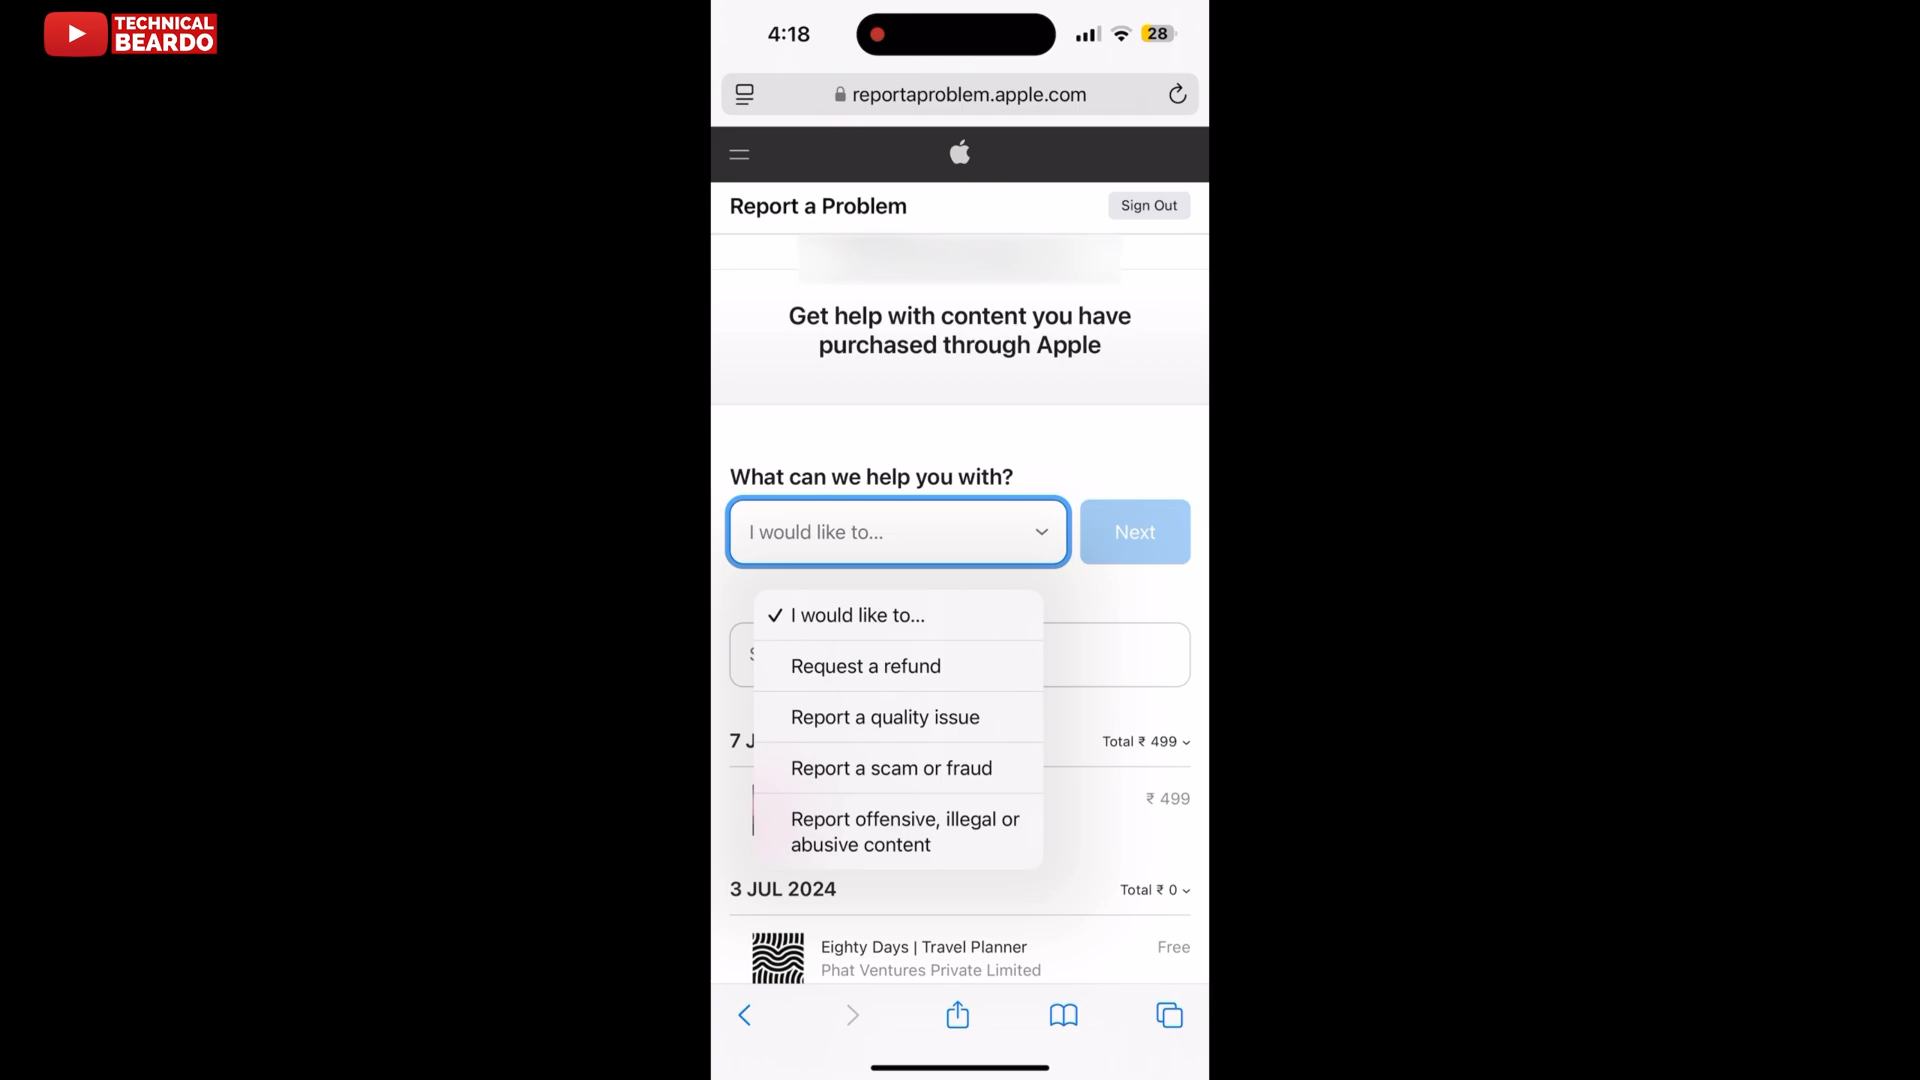 TECHNICAL
BEARDO
4:18
28
reportaproblem.apple.com
Report a Problem
Sign Out
Get help with content you have
purchased through Apple
What can we help you with?
I would like to...
Next
✓ I would like to...
Request a refund
Report a quality issue
Report a scam or fraud
Report offensive, illegal or
abusive content
7 J
Total ₹ 499
₹ 499
3 JUL 2024
Total ₹ 0
Eighty Days | Travel Planner
Free
Phat Ventures Private Limited